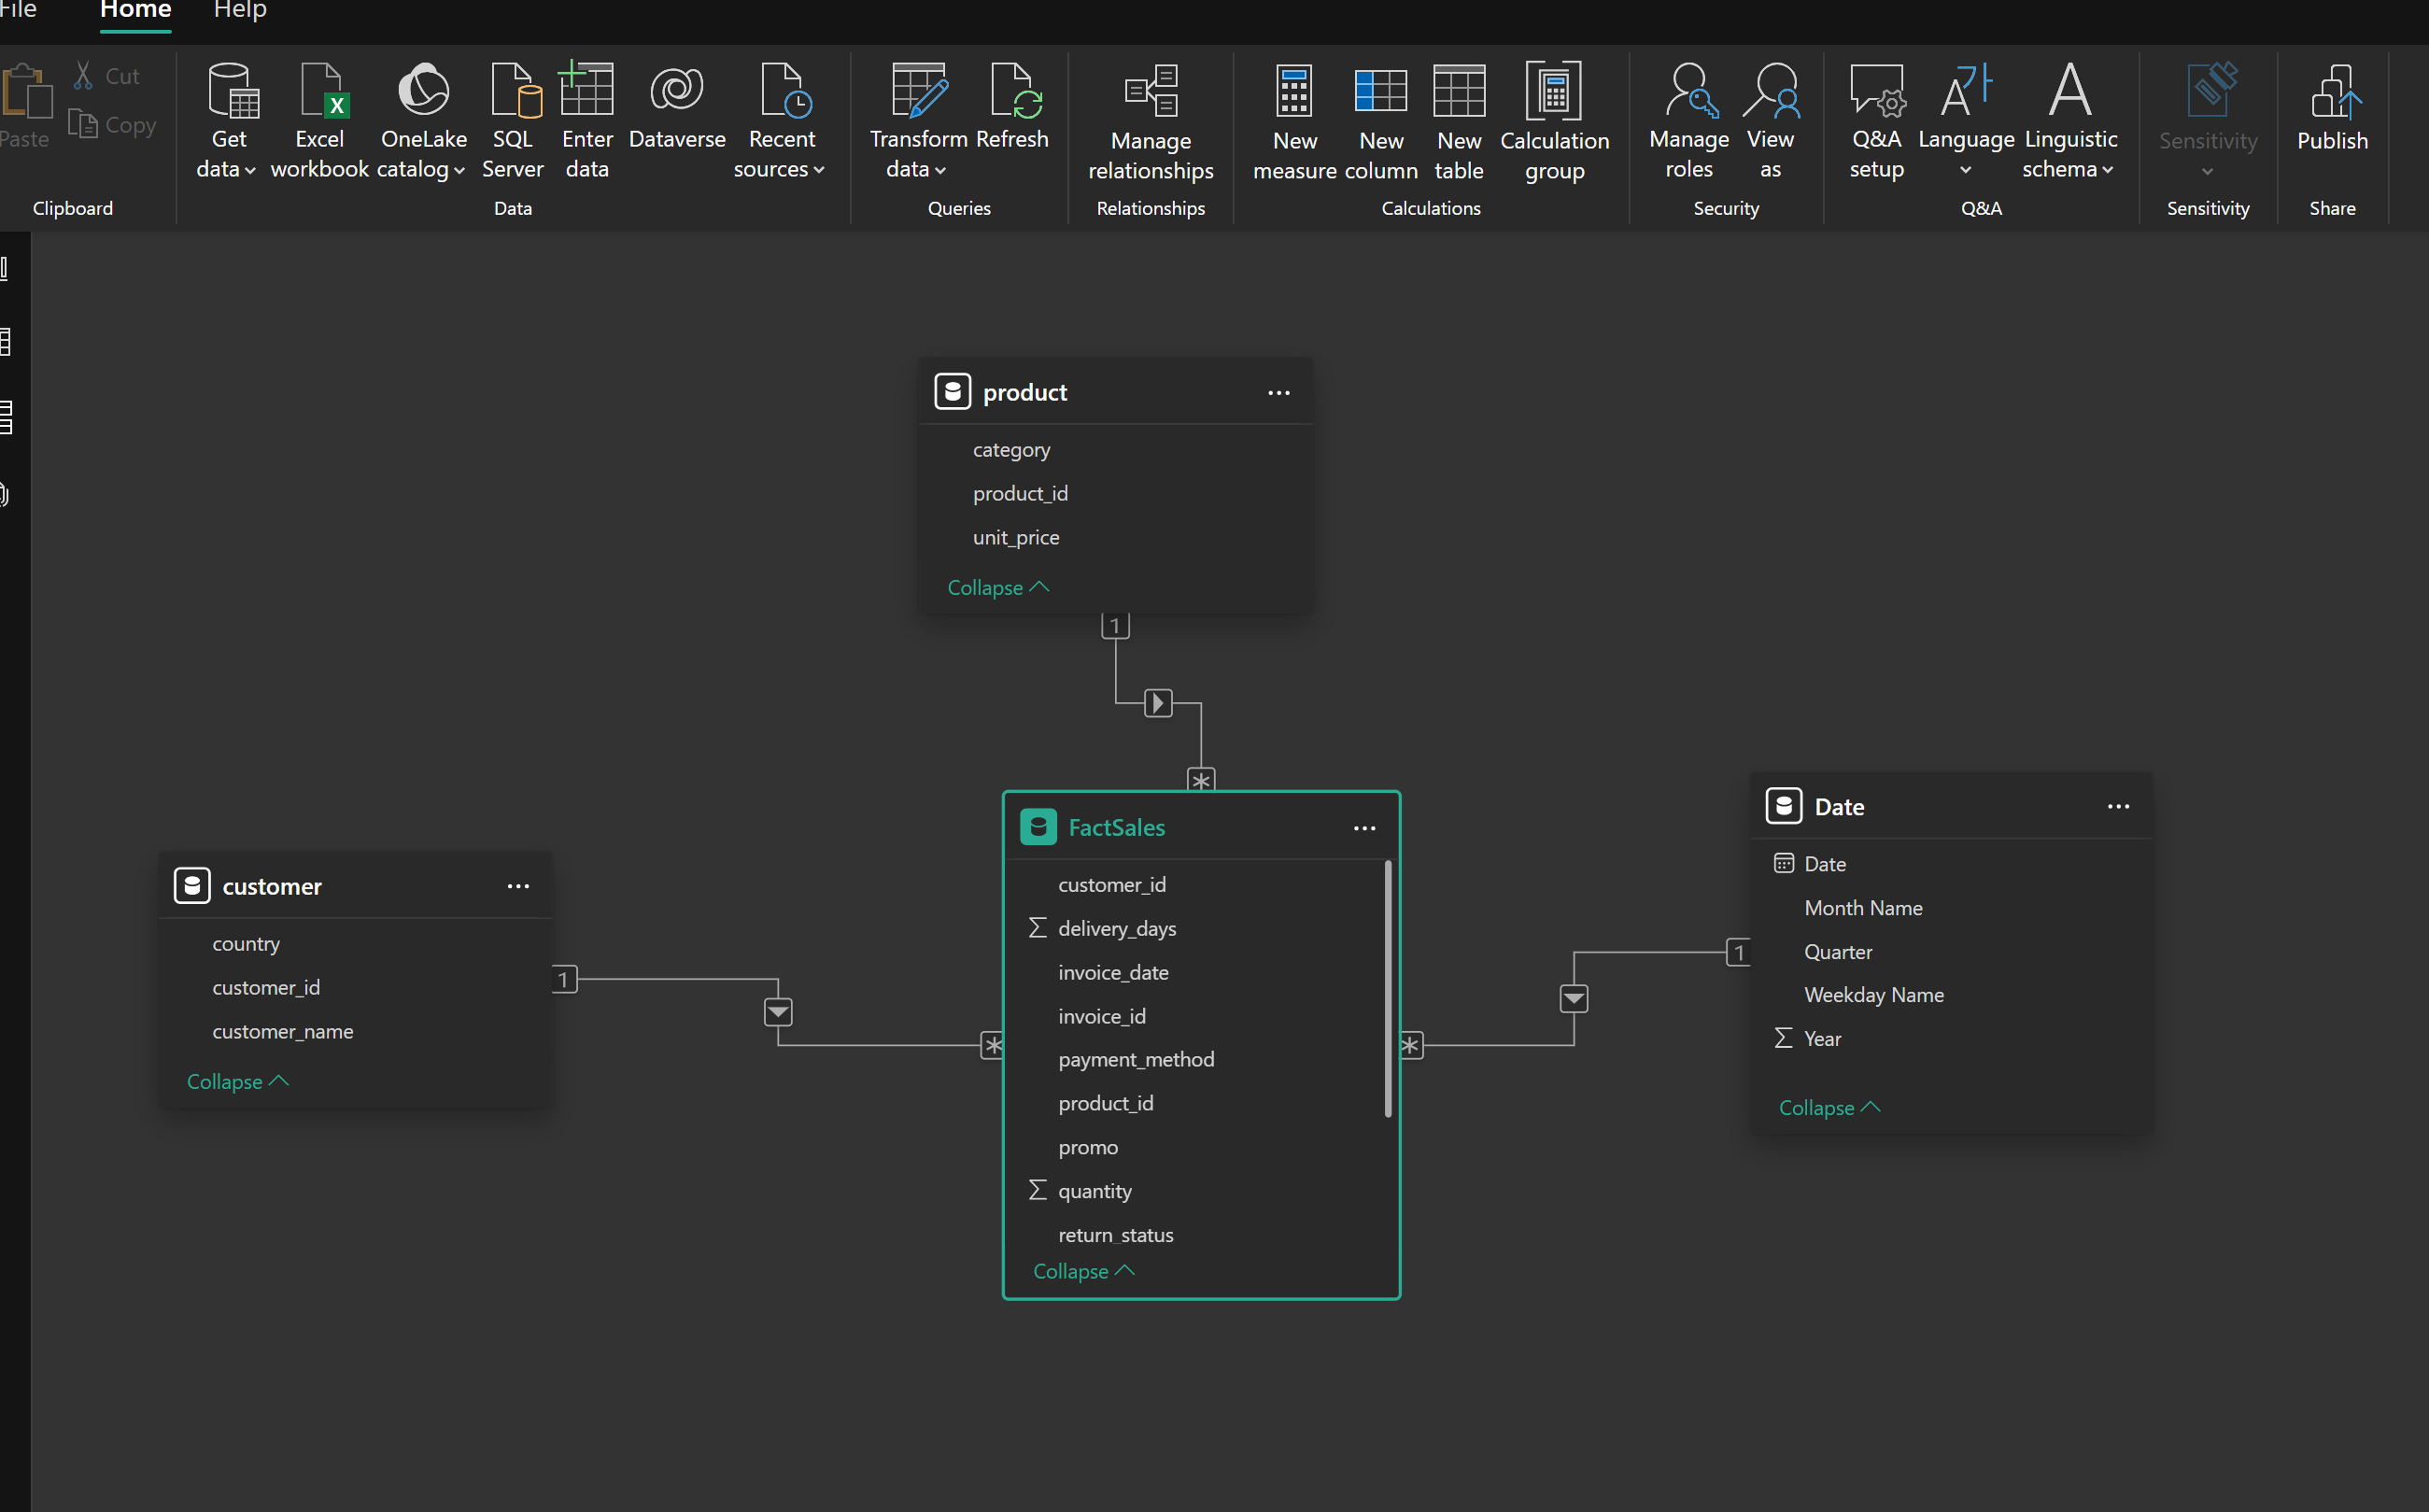 File Home Help
Paste
Cut
Copy
Clipboard
Get data
Excel workbook
OneLake catalog
SQL Server
Enter data
Dataverse
Recent sources
Data
Transform data
Refresh
Queries
Manage relationships
Relationships
New measure
New column
New table
Calculation group
Calculations
Manage roles
View as
Security
Q&A setup
Language
Linguistic schema
Q&A
Sensitivity
Sensitivity
Publish
Share
product
category
product_id
unit_price
Collapse
1
*
customer
country
customer_id
customer_name
Collapse
1
*
FactSales
customer_id
Σ delivery_days
invoice_date
invoice_id
payment_method
product_id
promo
Σ quantity
return_status
Collapse
*
1
Date
Date
Month Name
Quarter
Weekday Name
Σ Year
Collapse